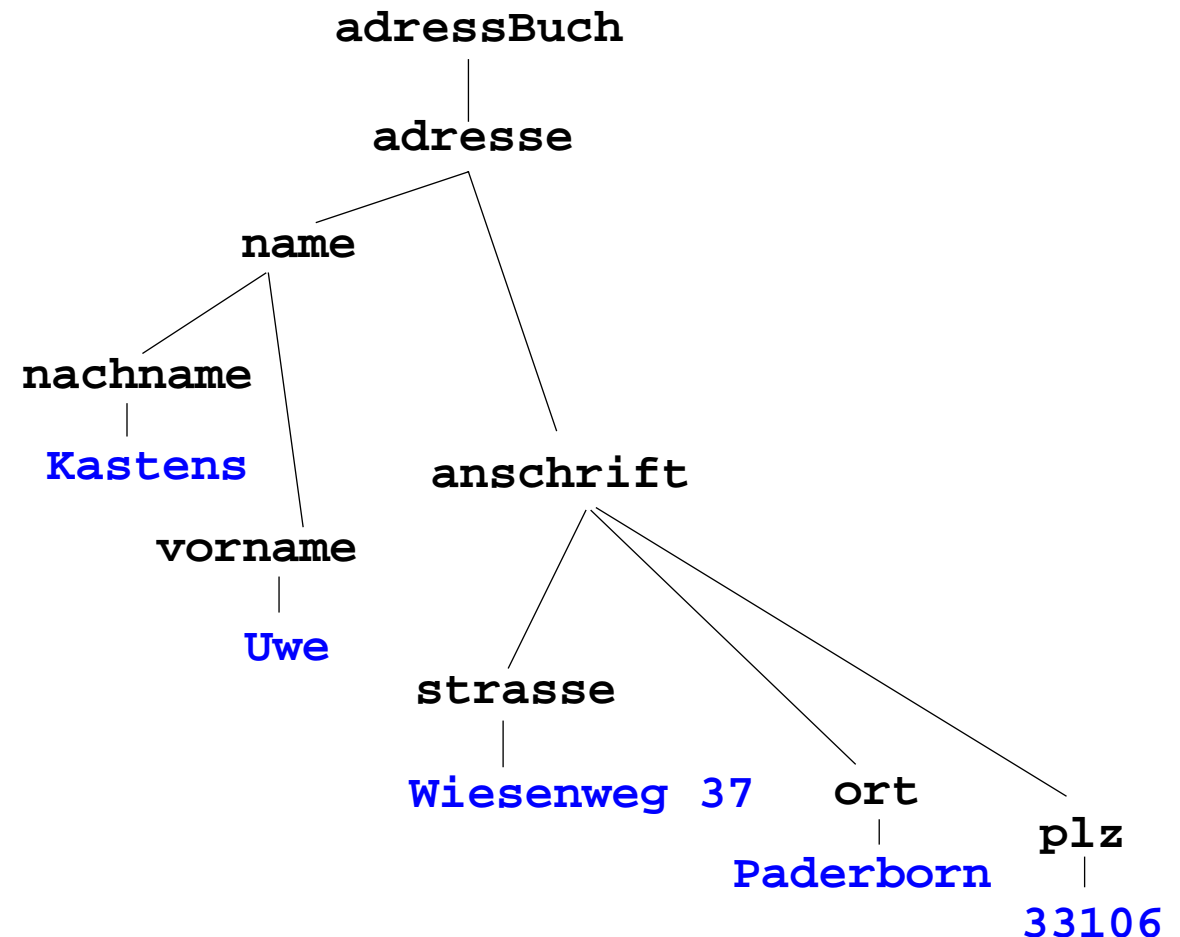 adressBuch
adresse
name
nachname
Kastens
anschrift
vorname
Uwe
strasse
Wiesenweg 37
ort
plz
Paderborn
33106